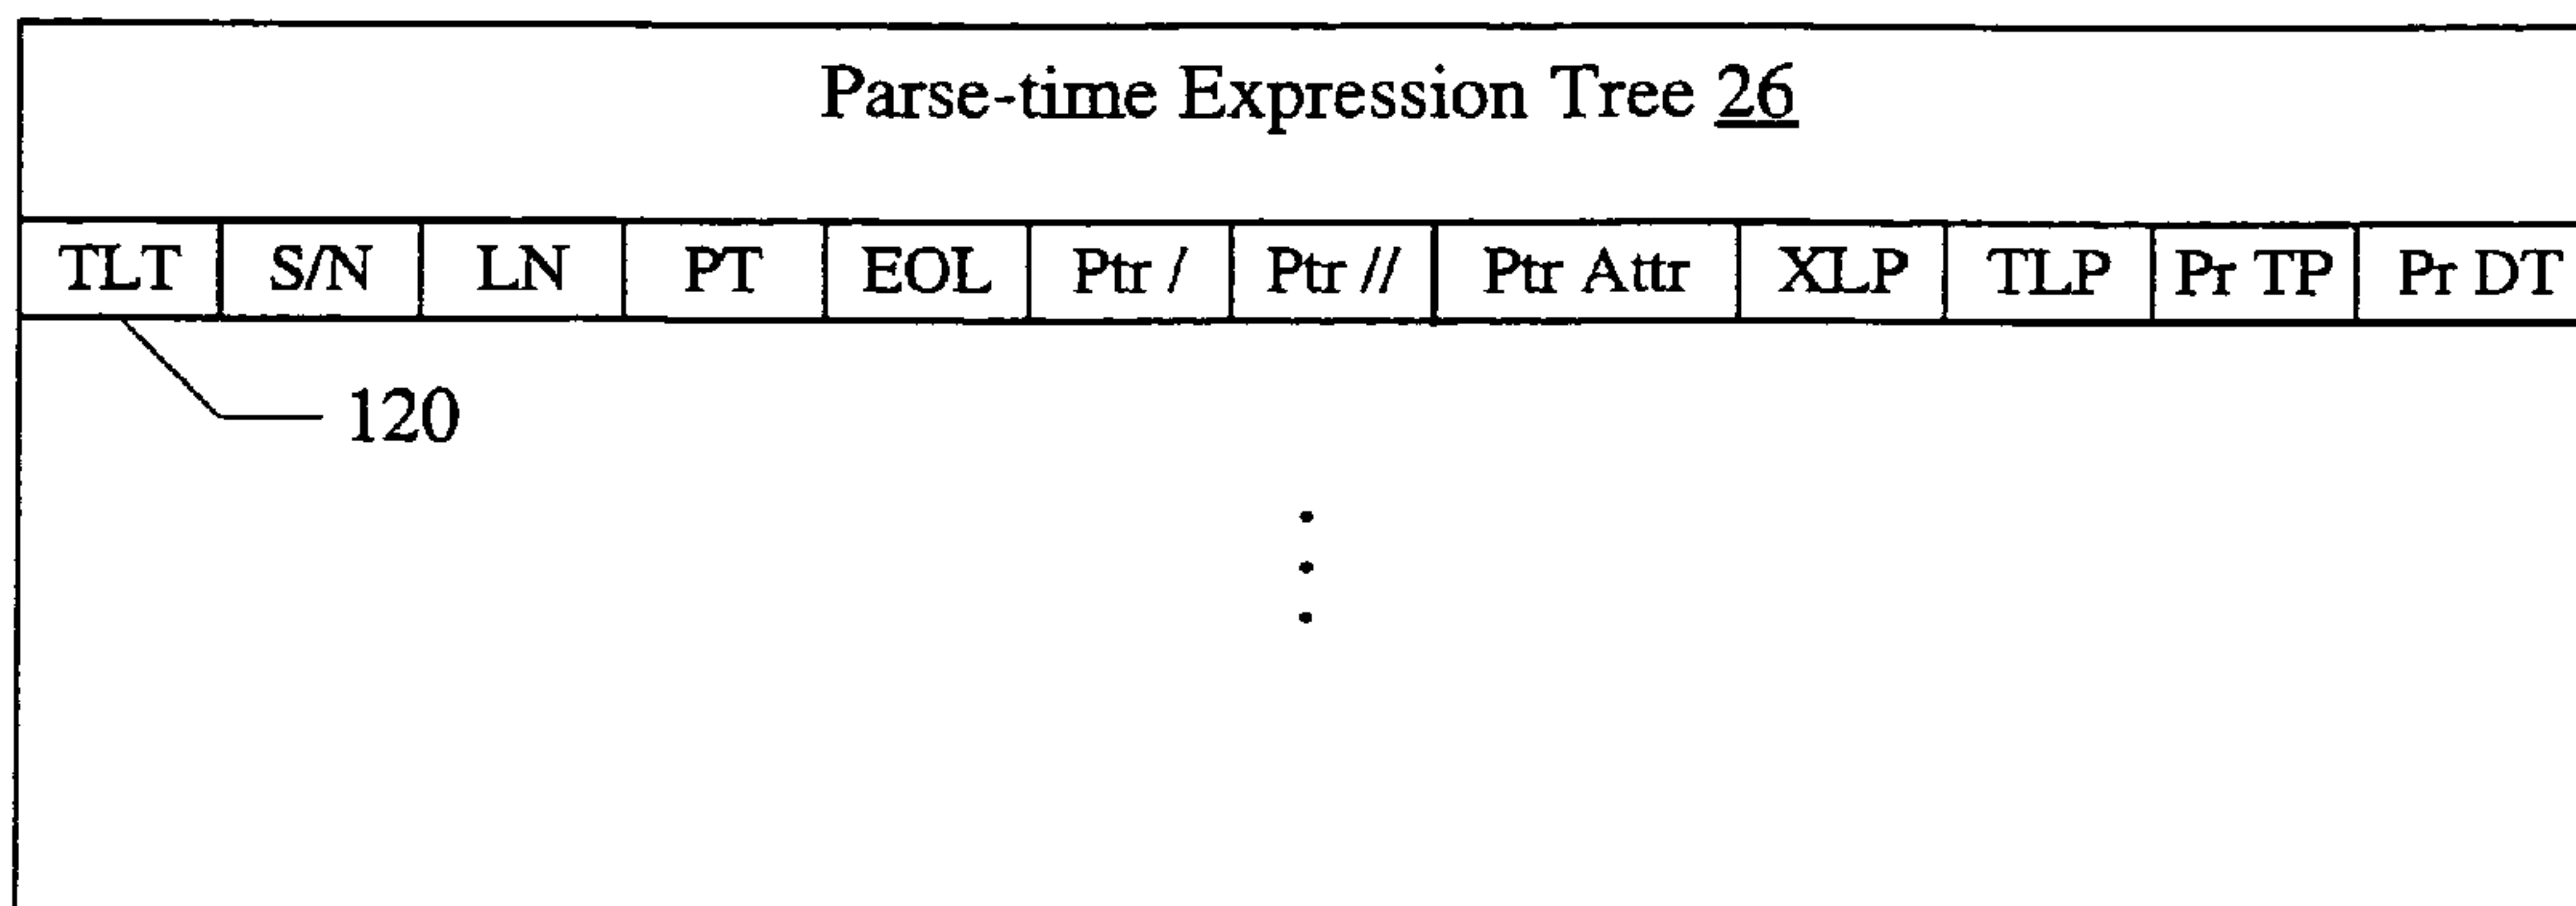 Parse-time Expression Tree 26
TLT S/N LN PT EOL Ptr / Ptr // Ptr Attr XLP TLP Pr TP Pr DT
120